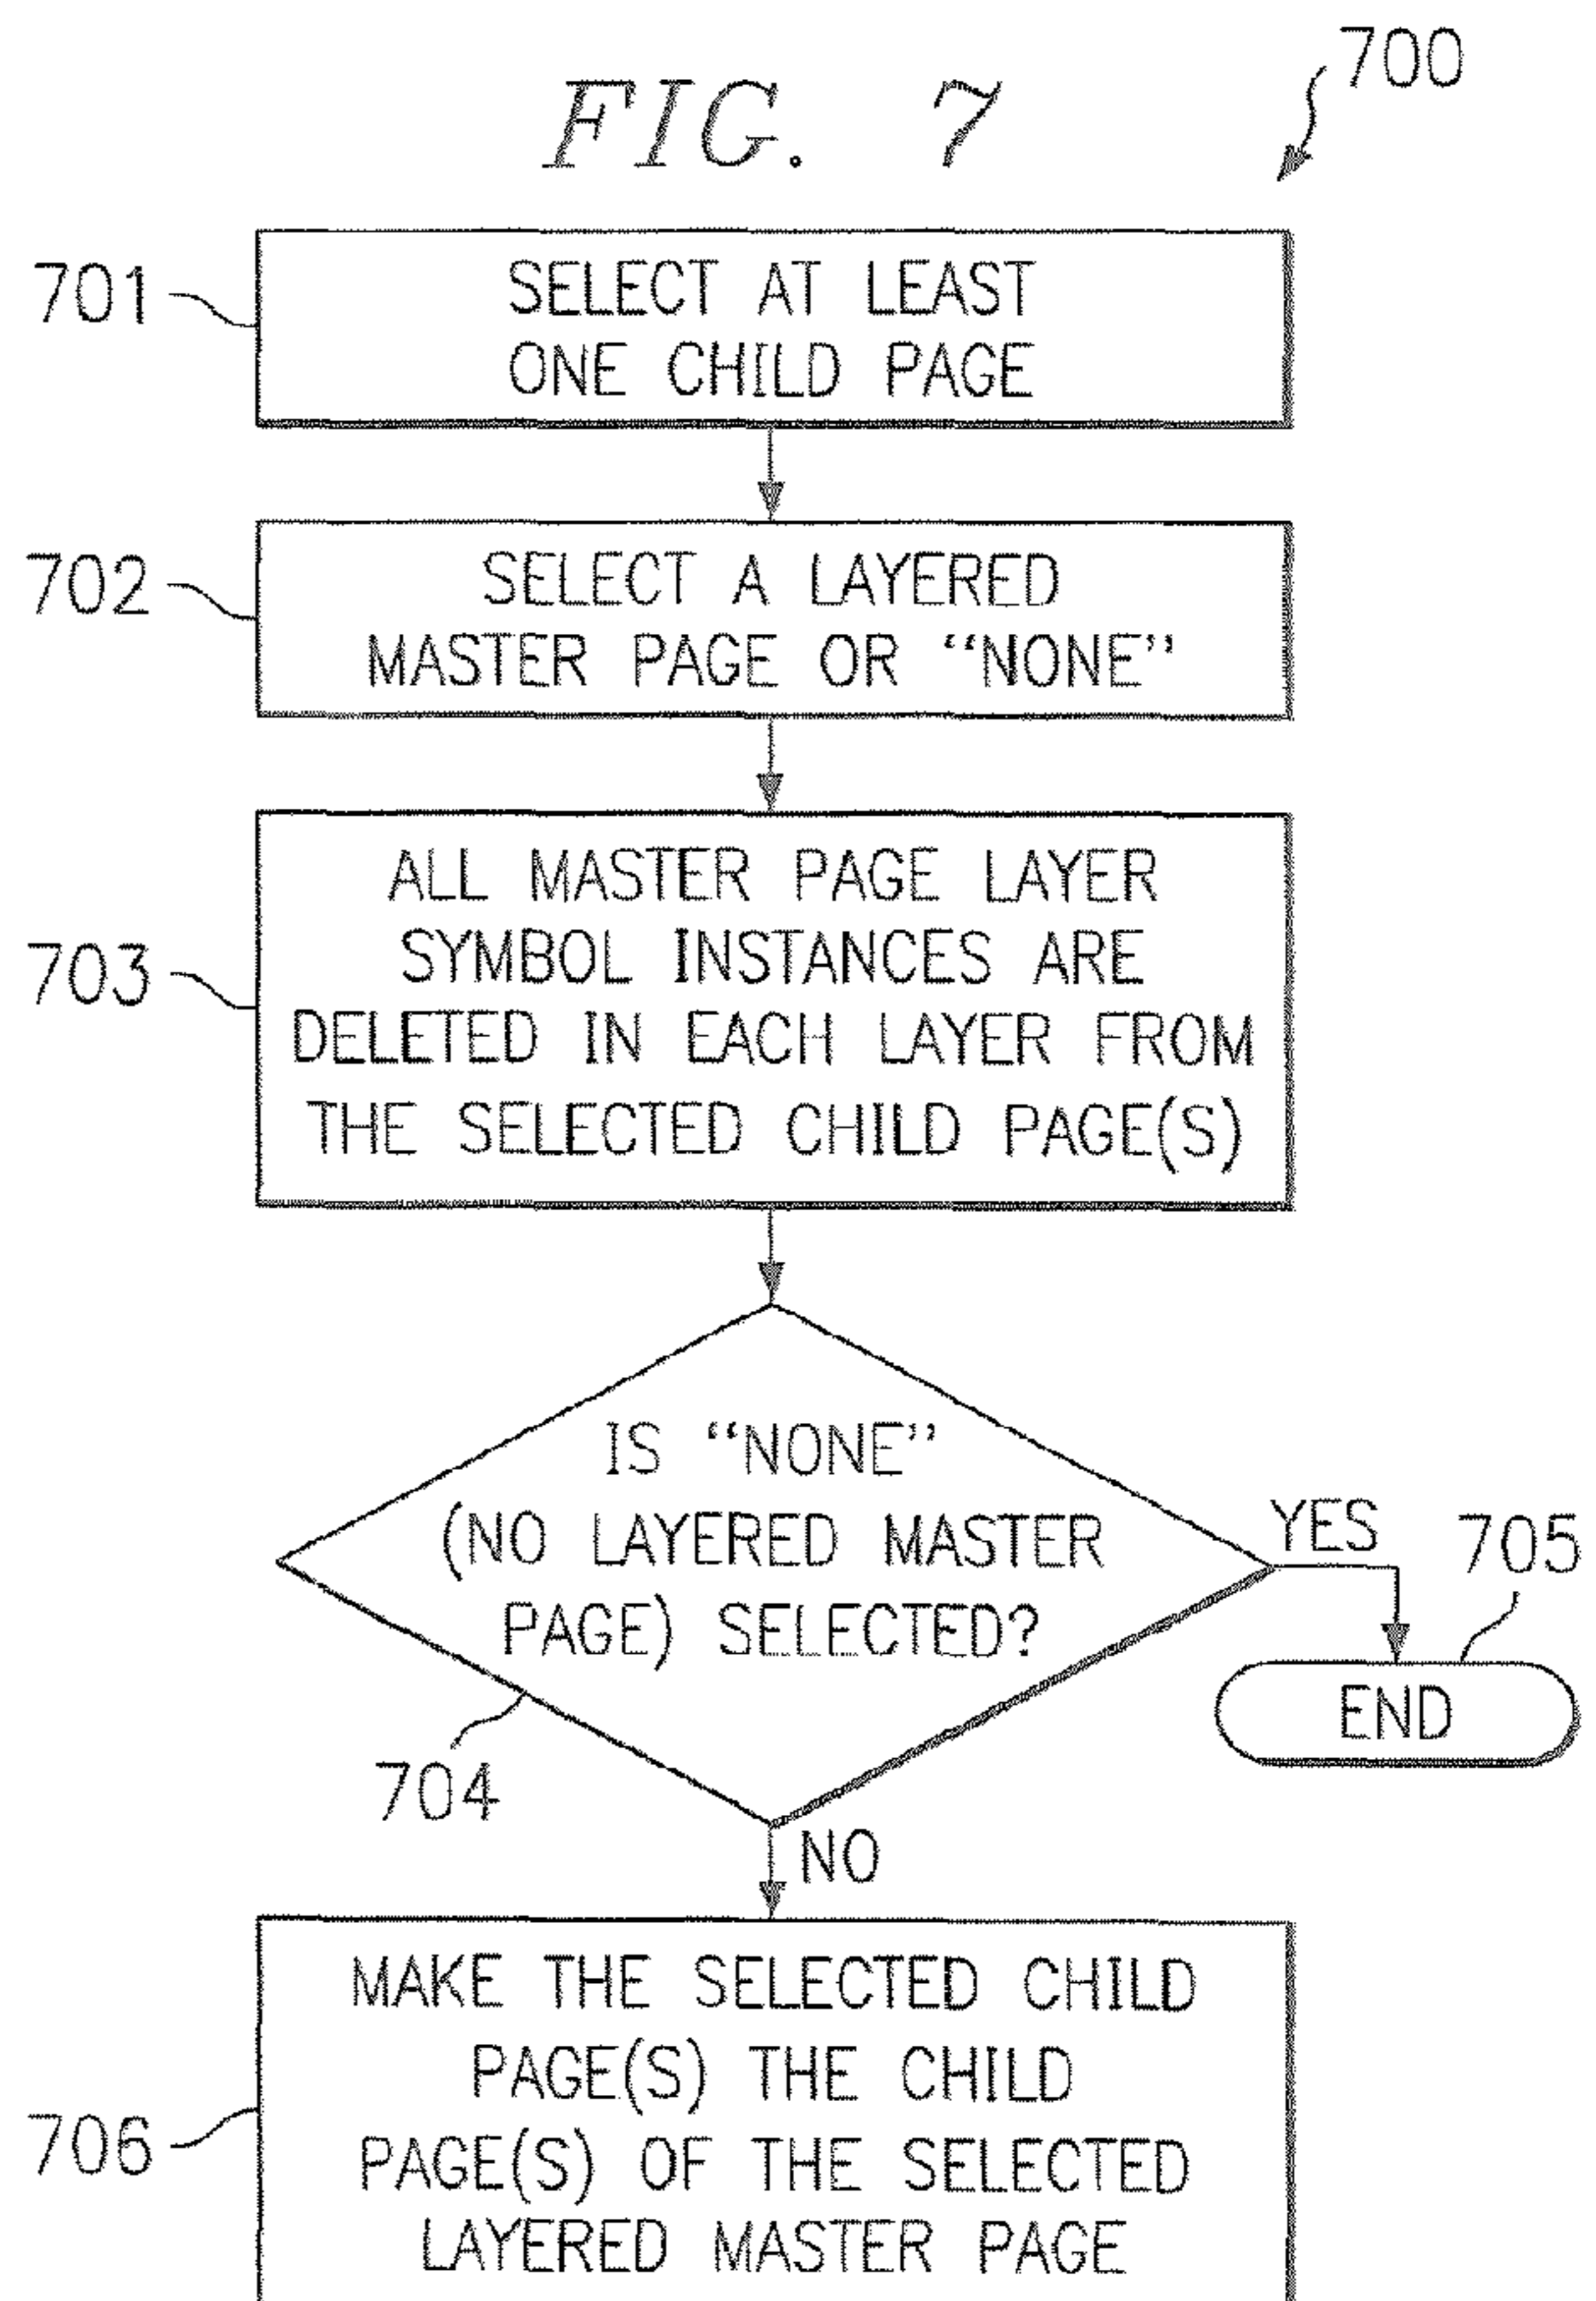 700
FIG. 7
701
SELECT AT LEAST
ONE CHILD PAGE
702
SELECT A LAYERED
MASTER PAGE OR “NONE”
703
ALL MASTER PAGE LAYER
SYMBOL INSTANCES ARE
DELETED IN EACH LAYER FROM
THE SELECTED CHILD PAGE(S)
IS “NONE”
(NO LAYERED MASTER
PAGE) SELECTED?
YES
705
END
704
NO
706
MAKE THE SELECTED CHILD
PAGE(S) THE CHILD
PAGE(S) OF THE SELECTED
LAYERED MASTER PAGE